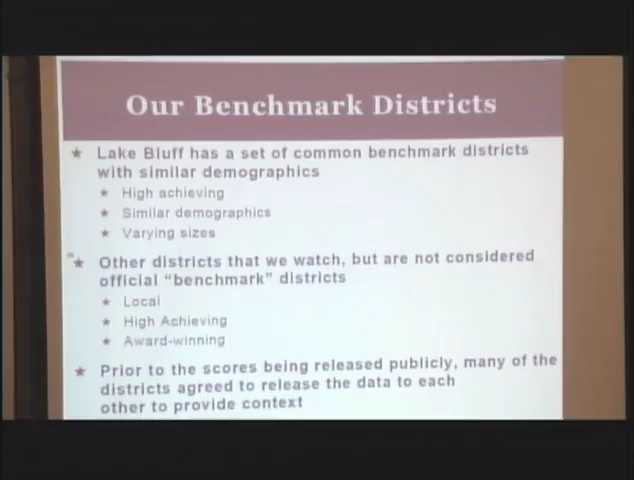 Our Benchmark Districts
Lake Bluff has a set of common benchmark districts
with similar demographics
High achieving
Similar demographics
Varying sizes
Other districts that we watch, but are not considered
official “benchmark” districts
Local
High Achieving
Award-winning
Prior to the scores being released publicly, many of the
districts agreed to release the data to each
other to provide context